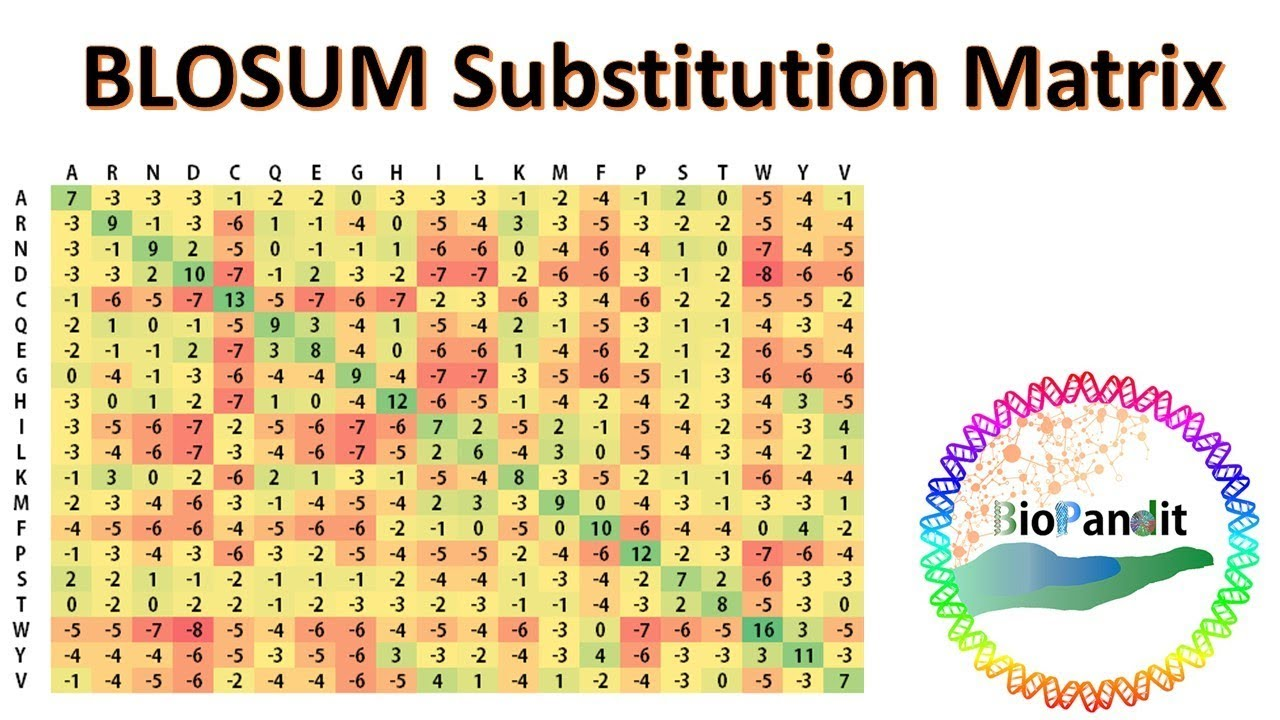 BLOSUM Substitution Matrix
A R N D C Q E G H I L K M F P S T W Y V
A 7 -3 -3 -3 -1 -2 -2 0 -3 -3 -3 -1 -2 -4 -1 2 0 -5 -4 -1
R -3 9 -1 -3 -6 1 -1 -4 0 -5 -4 3 -3 -5 -3 -2 -2 -5 -4 -4
N -3 -1 9 2 -5 0 -1 -1 1 -6 -6 0 -4 -6 -4 1 0 -7 -4 -5
D -3 -3 2 10 -7 -1 2 -3 -2 -7 -7 -2 -6 -6 -3 -1 -2 -8 -6 -6
C -1 -6 -5 -7 13 -5 -7 -6 -7 -2 -3 -6 -3 -4 -6 -2 -2 -5 -5 -2
Q -2 1 0 -1 -5 9 3 -4 1 -5 -4 2 -1 -5 -3 -1 -1 -4 -3 -4
E -2 -1 -1 2 -7 3 8 -4 0 -6 -6 1 -4 -6 -2 -1 -2 -6 -5 -4
G 0 -4 -1 -3 -6 -4 -4 9 -4 -7 -7 -3 -5 -6 -5 -1 -3 -6 -6 -6
H -3 0 1 -2 -7 1 0 -4 12 -6 -5 -1 -4 -2 -4 -2 -3 -4 3 -5
I -3 -5 -6 -7 -2 -5 -6 -7 -6 7 2 -5 2 -1 -5 -4 -2 -5 -3 4
L -3 -4 -6 -7 -3 -4 -6 -7 -5 2 6 -4 3 0 -5 -4 -3 -4 -2 1
K -1 3 0 -2 -6 2 1 -3 -1 -5 -4 8 -3 -5 -2 -1 -1 -6 -4 -4
M -2 -3 -4 -6 -3 -1 -4 -5 -4 2 3 -3 9 0 -4 -3 -1 -3 -3 1
F -4 -5 -6 -6 -4 -5 -6 -6 -2 -1 0 -5 0 10 -6 -4 -4 0 4 -2
P -1 -3 -4 -3 -6 -3 -2 -5 -4 -5 -5 -2 -4 -6 12 -2 -3 -7 -6 -4
S 2 -2 1 -1 -2 -1 -1 -1 -2 -4 -4 -1 -3 -4 -2 7 2 -6 -3 -3
T 0 -2 0 -2 -2 -1 -2 -3 -3 -2 -3 -1 -1 -4 -3 2 8 -5 -3 0
W -5 -5 -7 -8 -5 -4 -6 -6 -4 -5 -4 -6 -3 0 -7 -6 -5 16 3 -5
Y -4 -4 -4 -6 -5 -3 -5 -6 3 -3 -2 -4 -3 4 -6 -3 -3 3 11 -3
V -1 -4 -5 -6 -2 -4 -4 -6 -5 4 1 -4 1 -2 -4 -3 0 -5 -3 7
BioPandit